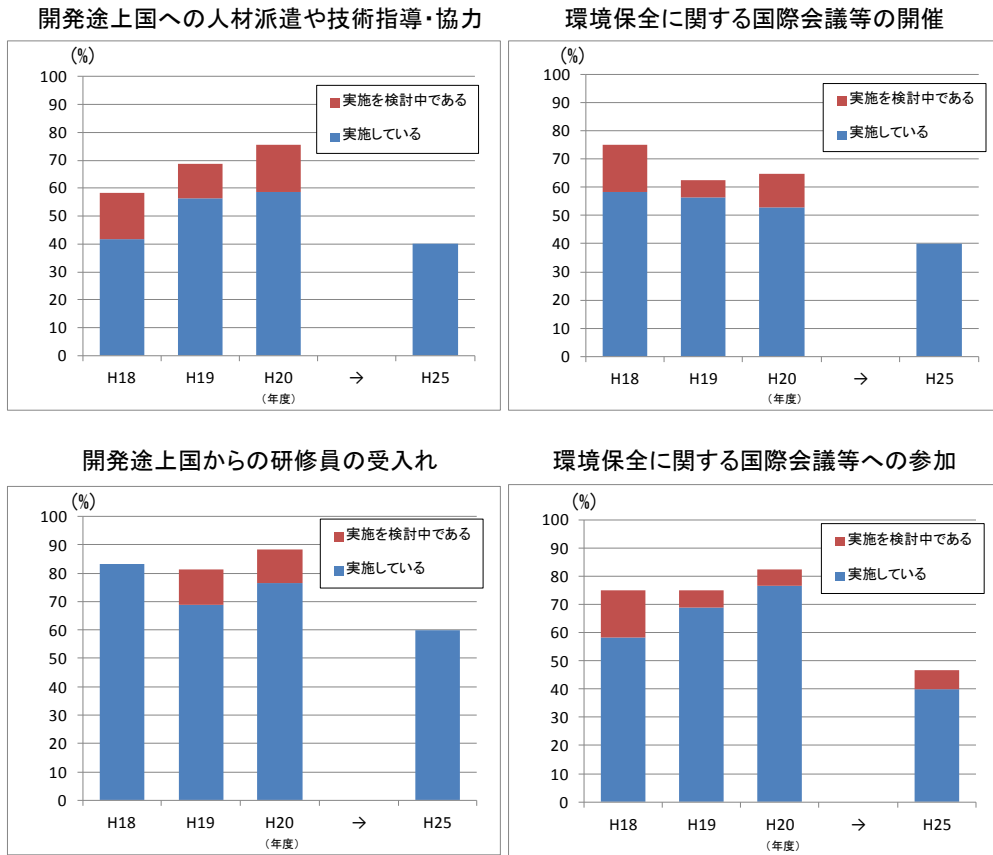 開発途上国への人材派遣や技術指導・協力
(%)
100
90
80
70
60
50
40
30
20
10
0
実施を検討中である
実施している
H18 H19 H20 → H25
(年度)
環境保全に関する国際会議等の開催
(%)
100
90
80
70
60
50
40
30
20
10
0
実施を検討中である
実施している
H18 H19 H20 → H25
(年度)
開発途上国からの研修員の受入れ
(%)
100
90
80
70
60
50
40
30
20
10
0
実施を検討中である
実施している
H18 H19 H20 → H25
(年度)
環境保全に関する国際会議等への参加
(%)
100
90
80
70
60
50
40
30
20
10
0
実施を検討中である
実施している
H18 H19 H20 → H25
(年度)